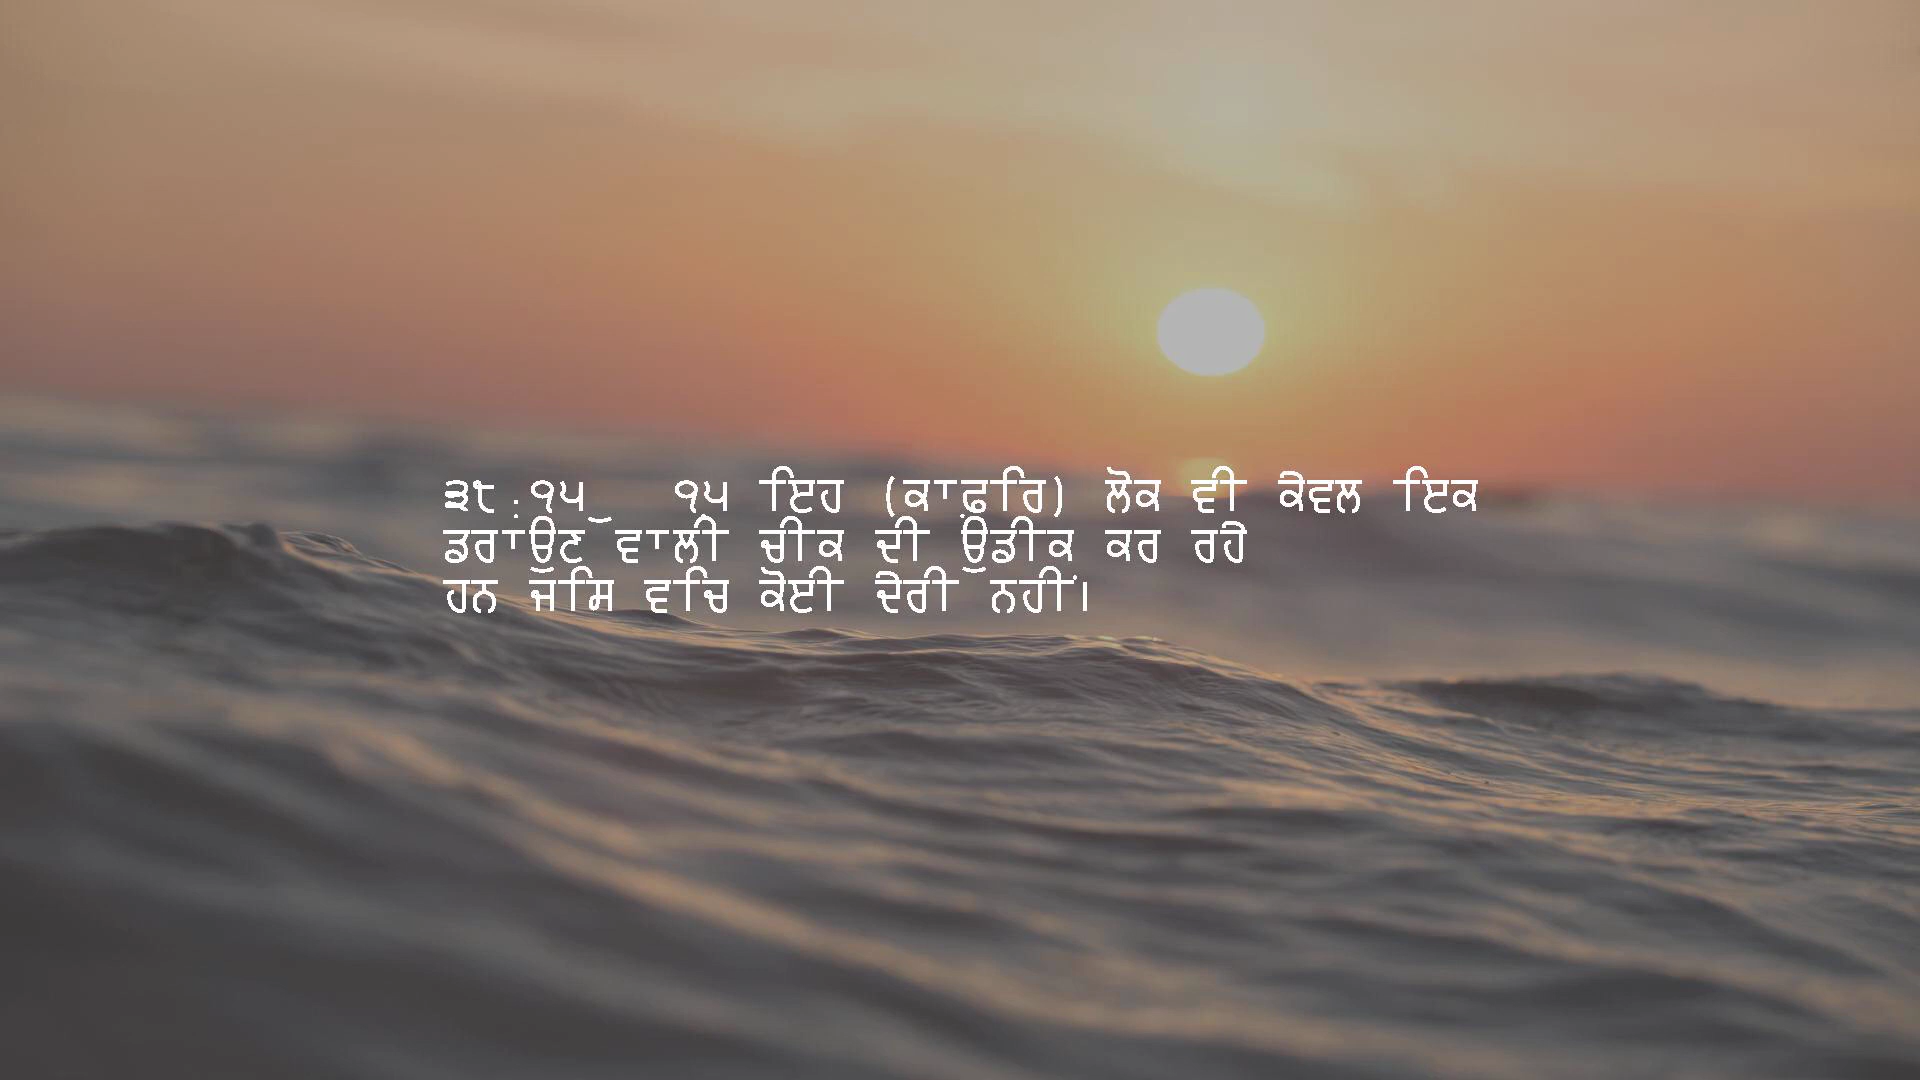 ੩੮:੧੫   ੧੫ ਇਹ (ਕਾਫ਼ਰਿ) ਲੋਕ ਵੀ ਕੇਵਲ ਇਕ
ਡਰਾਉਣ ਵਾਲੀ ਚੀਕ ਦੀ ਉਡੀਕ ਕਰ ਰਹੇ
ਹਨ ਜਿਸ ਵਿਚ ਕੋਈ ਦੇਰੀ ਨਹੀਂ।